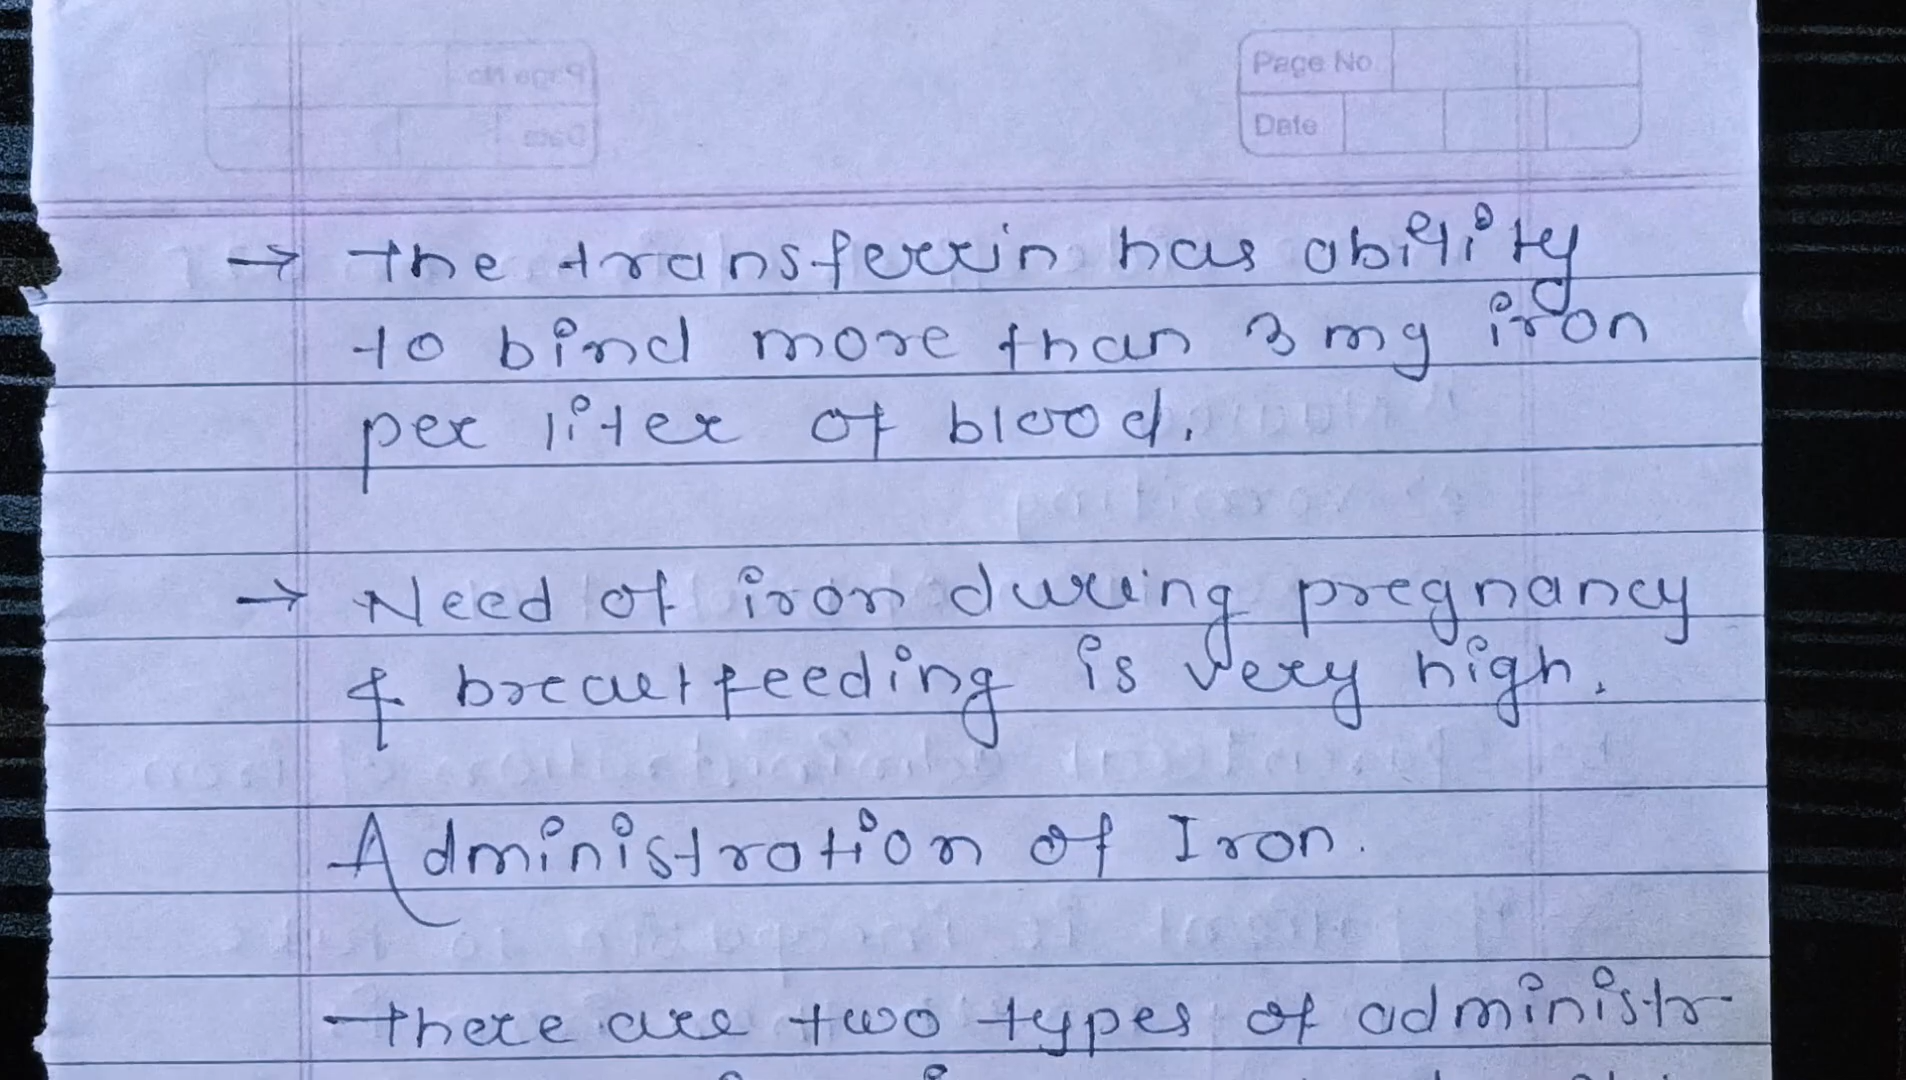 Page No
Date
→ the transferrin has ability
to bind more than 3 mg iron
per liter of blood.
→ Need of iron during pregnancy
& breastfeeding is very high.
Administration of Iron.
there are two types of administr-